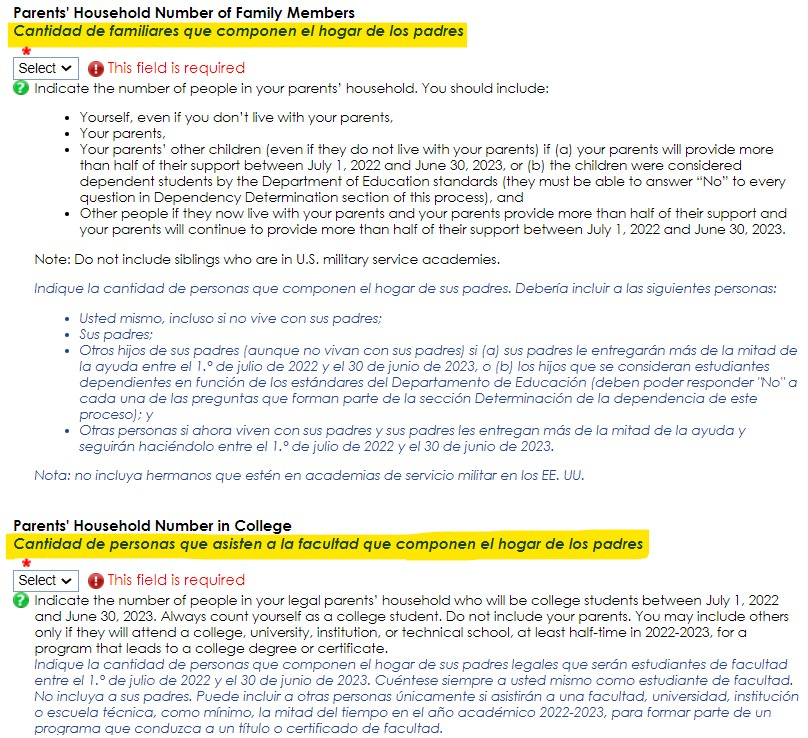 Parents' Household Number of Family Members
Cantidad de familiares que componen el hogar de los padres
*
Select
This field is required
Indicate the number of people in your parents' household. You should include:
• Yourself, even if you don't live with your parents,
• Your parents,
• Your parents' other children (even if they do not live with your parents) if (a) your parents will provide more
than half of their support between July 1, 2022 and June 30, 2023, or (b) the children were considered
dependent students by the Department of Education standards (they must be able to answer “No” to every
question in Dependency Determination section of this process), and
• Other people if they now live with your parents and your parents provide more than half of their support and
your parents will continue to provide more than half of their support between July 1, 2022 and June 30, 2023.
Note: Do not include siblings who are in U.S. military service academies.
Indique la cantidad de personas que componen el hogar de sus padres. Debería incluir a las siguientes personas:
• Usted mismo, incluso si no vive con sus padres;
• Sus padres;
• Otros hijos de sus padres (aunque no vivan con sus padres) si (a) sus padres le entregarán más de la mitad de
la ayuda entre el 1.º de julio de 2022 y el 30 de junio de 2023, o (b) los hijos que se consideran estudiantes
dependientes en función de los estándares del Departamento de Educación (deben poder responder "No" a
cada una de las preguntas que forman parte de la sección Determinación de la dependencia de este
proceso); y
• Otras personas si ahora viven con sus padres y sus padres les entregan más de la mitad de la ayuda y
seguirán haciéndolo entre el 1.º de julio de 2022 y el 30 de junio de 2023.
Nota: no incluya hermanos que estén en academias de servicio militar en los EE. UU.
Parents' Household Number in College
Cantidad de personas que asisten a la facultad que componen el hogar de los padres
*
Select
This field is required
Indicate the number of people in your legal parents' household who will be college students between July 1, 2022
and June 30, 2023. Always count yourself as a college student. Do not include your parents. You may include others
only if they will attend a college, university, institution, or technical school, at least half-time in 2022-2023, for a
program that leads to a college degree or certificate.
Indique la cantidad de personas que componen el hogar de sus padres legales que serán estudiantes de facultad
entre el 1.º de julio de 2022 y el 30 de junio de 2023. Cuéntese siempre a usted mismo como estudiante de facultad.
No incluya a sus padres. Puede incluir a otras personas únicamente si asistirán a una facultad, universidad, institución
o escuela técnica, como mínimo, la mitad del tiempo en el año académico 2022-2023, para formar parte de un
programa que conduzca a un título o certificado de facultad.